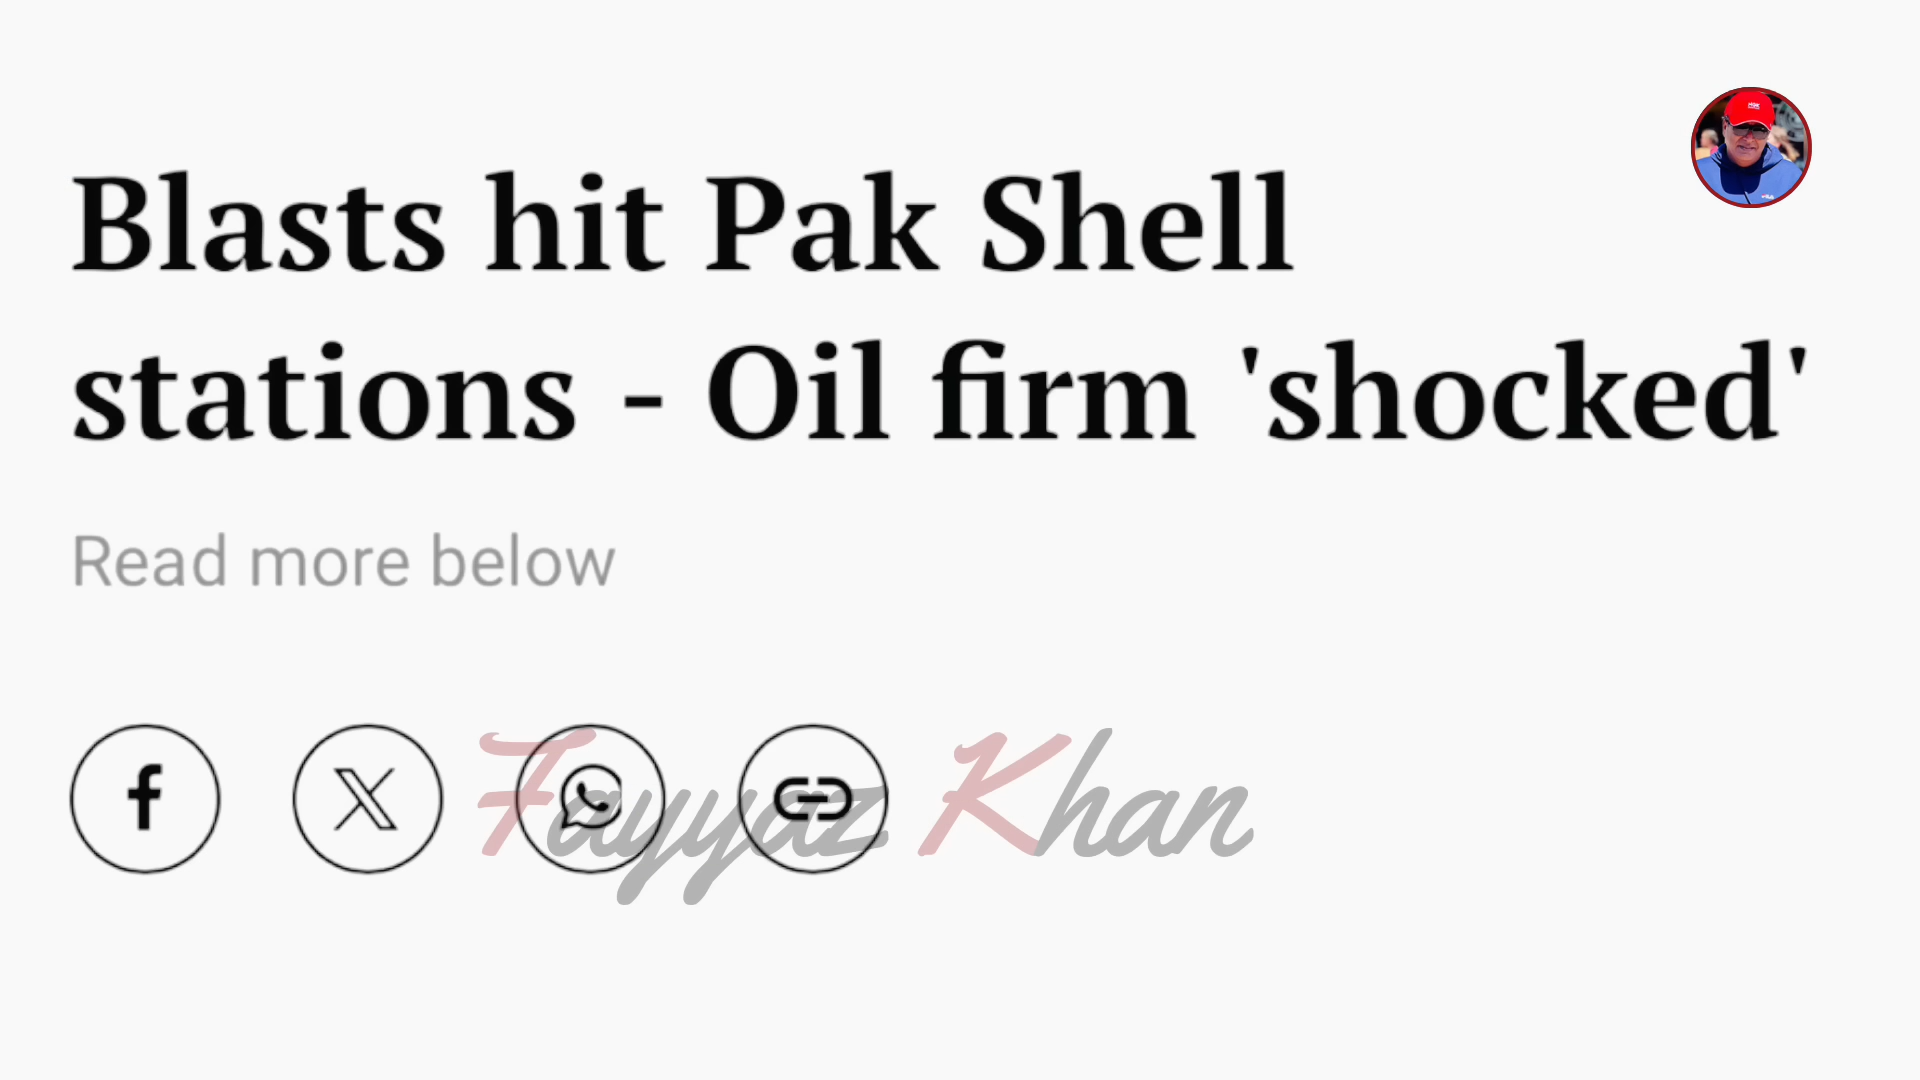 Blasts hit Pak Shell
stations - Oil firm 'shocked'
Read more below
Fayyaz Khan